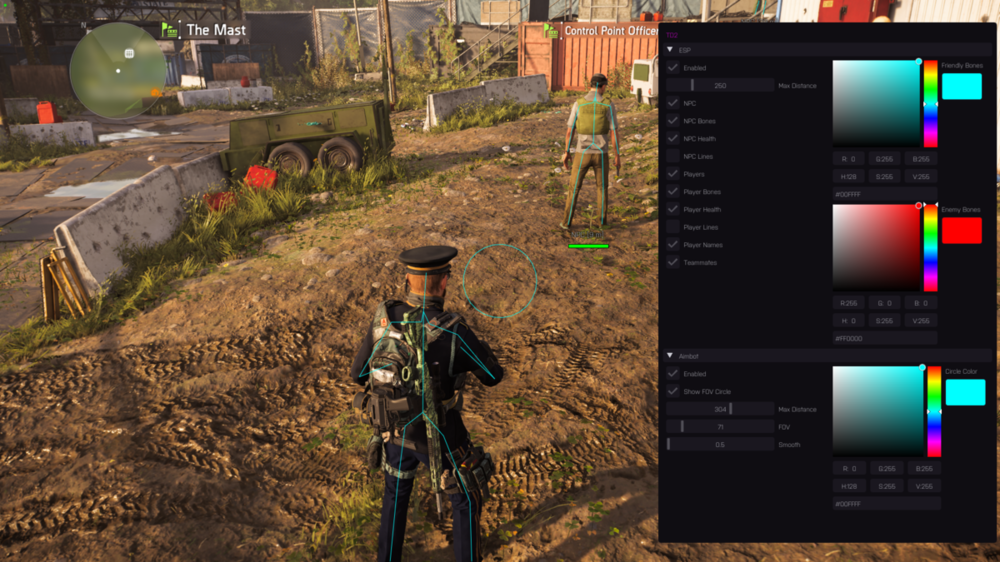 N
The Mast
Control Point Officer
TD2
ESP
Enabled
250
Max Distance
NPC
NPC Bones
NPC Health
NPC Lines
Players
Player Bones
Player Health
Player Lines
Player Names
Teammates
Friendly Bones
R: 0
G:255
B:255
H:128
S:255
V:255
#00FFFF
Enemy Bones
R:255
G: 0
B: 0
H: 0
S:255
V:255
#FF0000
Aimbot
Enabled
Show FOV Circle
304
Max Distance
71
FOV
0.5
Smooth
Circle Color
R: 0
G:255
B:255
H:128
S:255
V:255
#00FFFF